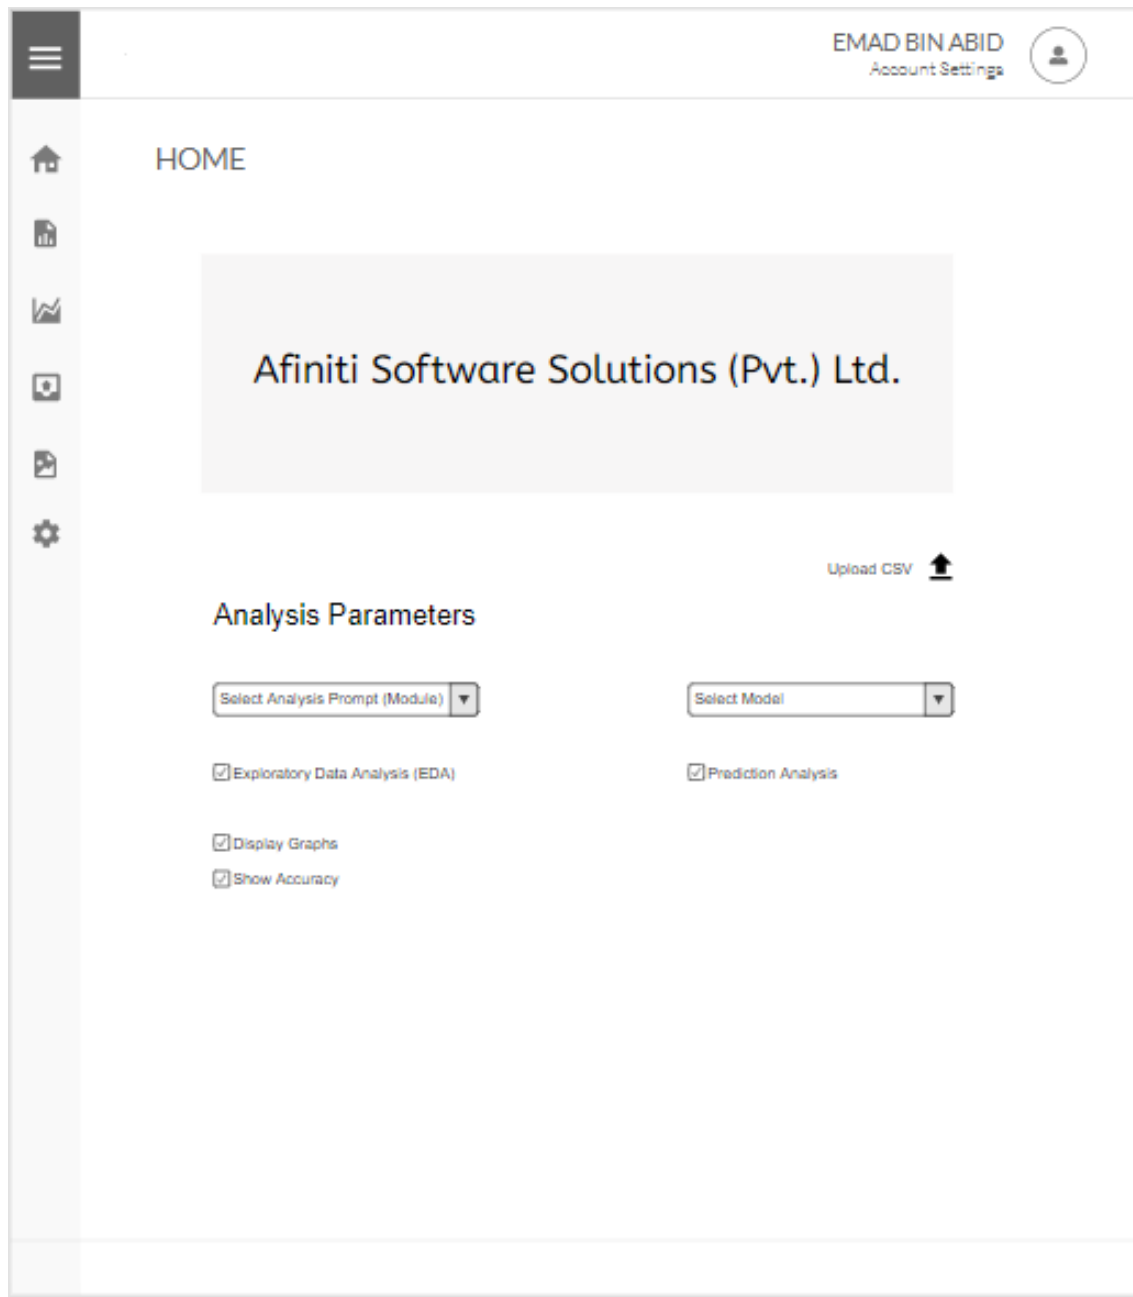 EMAD BIN ABID
Account Settings
HOME
Afiniti Software Solutions (Pvt.) Ltd.
Upload CSV
Analysis Parameters
Select Analysis Prompt (Module)
Select Model
Exploratory Data Analysis (EDA)
Prediction Analysis
Display Graphs
Show Accuracy